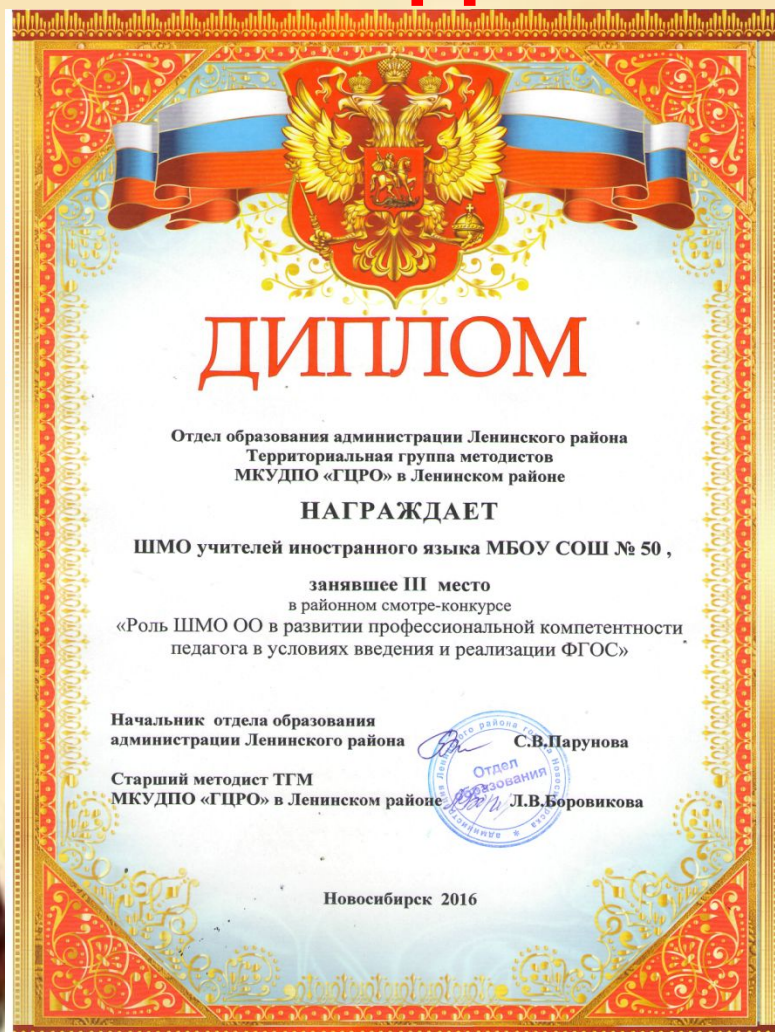 ДИПЛОМ
Отдел образования администрации Ленинского района
Территориальная группа методистов
МКУДПО «ГЦРО» в Ленинском районе
НАГРАЖДАЕТ
ШМО учителей иностранного языка МБОУ СОШ № 50 ,
занявшее III место
в районном смотре-конкурсе
«Роль ШМО ОО в развитии профессиональной компетентности
педагога в условиях введения и реализации ФГОС»
Начальник отдела образования
администрации Ленинского района С.В.Парунова
Старший методист ТГМ
МКУДПО «ГЦРО» в Ленинском районе Л.В.Боровикова
Отдел
образования
Новосибирск 2016